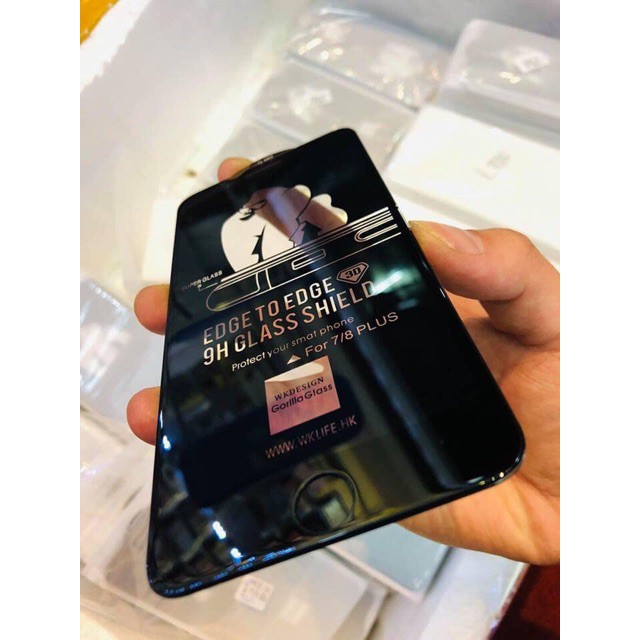 SUPER GLASS
3D
EDGE TO EDGE
9H GLASS SHIELD
Protect your smat phone
For 7/8 PLUS
WKDESIGN
Gorilla Glass
WWW.WKLIFE.HK